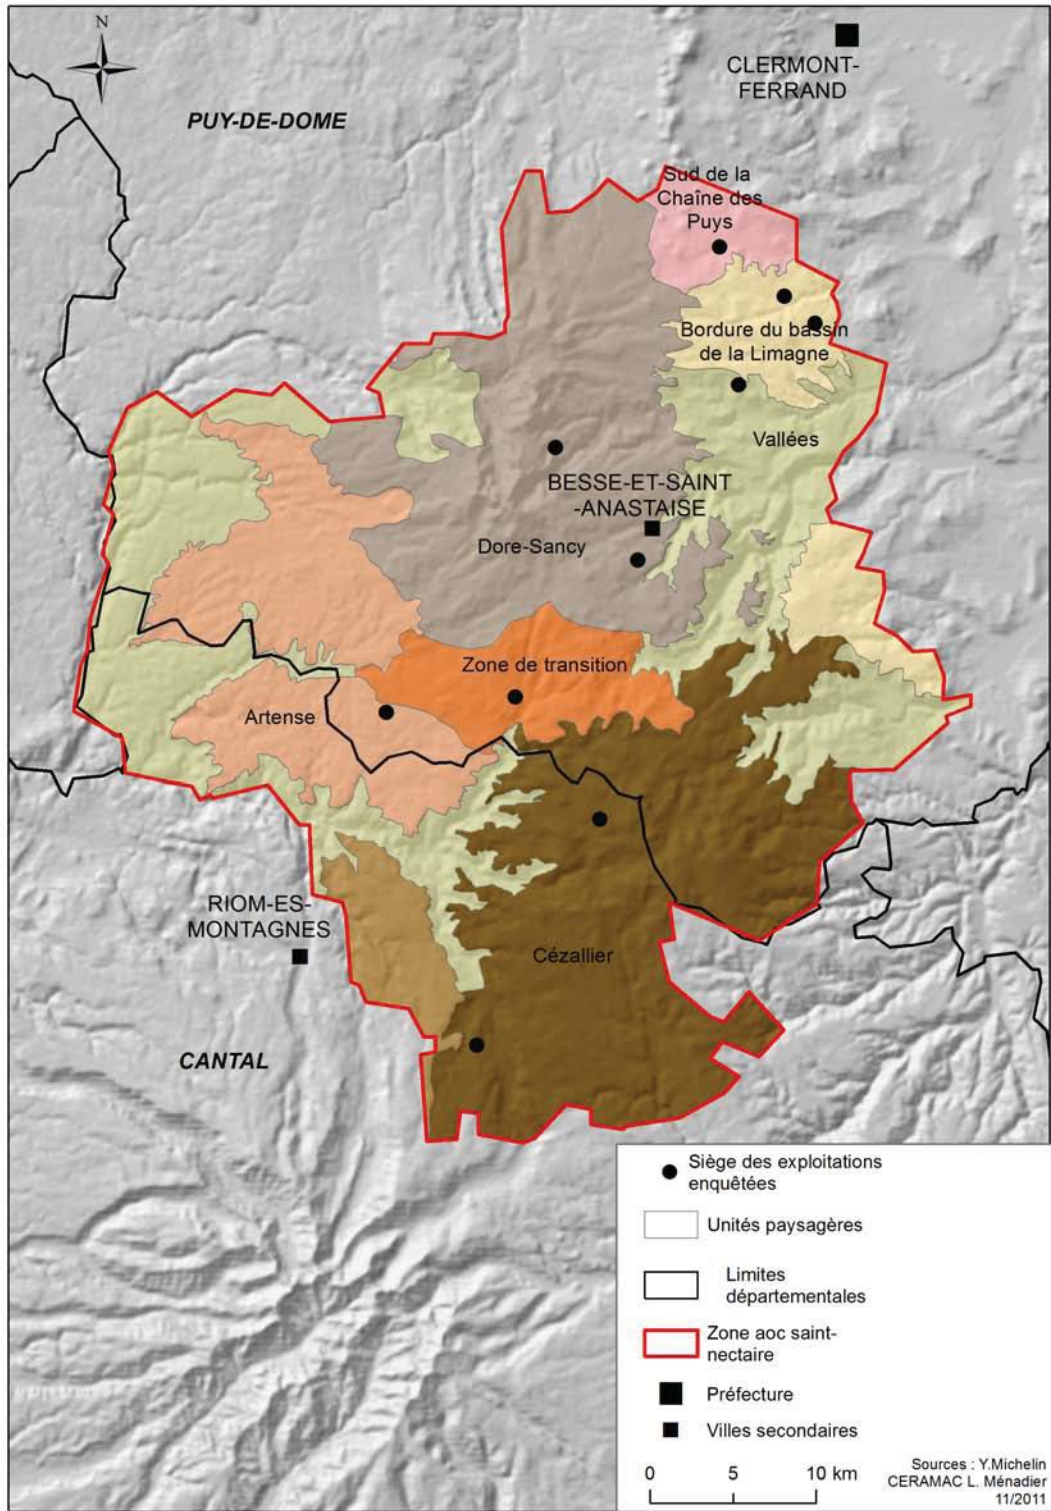 N
CLERMONT-
FERRAND
PUY-DE-DOME
Sud de la
Chaîne des
Puys
Bordure du bassin
de la Limagne
Vallées
BESSE-ET-SAINT
-ANASTAISE
Dore-Sancy
Zone de transition
Artense
RIOM-ES-
MONTAGNES
Cézallier
CANTAL
Siège des exploitations
enquêtées
Unités paysagères
Limites
départementales
Zone aoc saint-
nectaire
Préfecture
Villes secondaires
0 5 10 km
Sources : Y.Michelin
CERAMAC L. Ménadier
11/2011